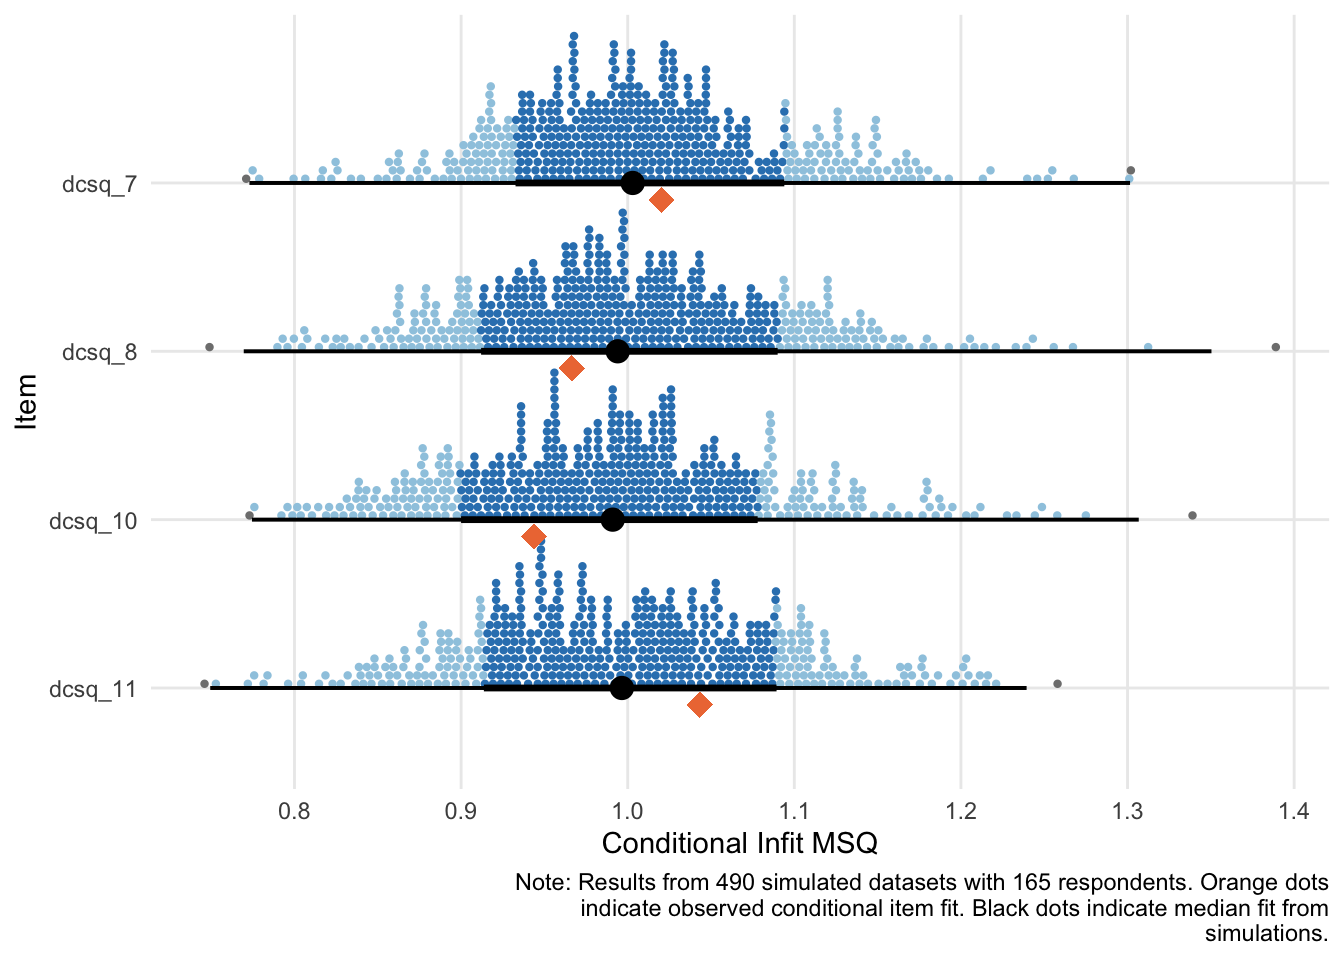 dcsq_7
dcsq_8
dcsq_10
dcsq_11
Item
0.8 0.9 1.0 1.1 1.2 1.3 1.4
Conditional Infit MSQ
Note: Results from 490 simulated datasets with 165 respondents. Orange dots
indicate observed conditional item fit. Black dots indicate median fit from
simulations.